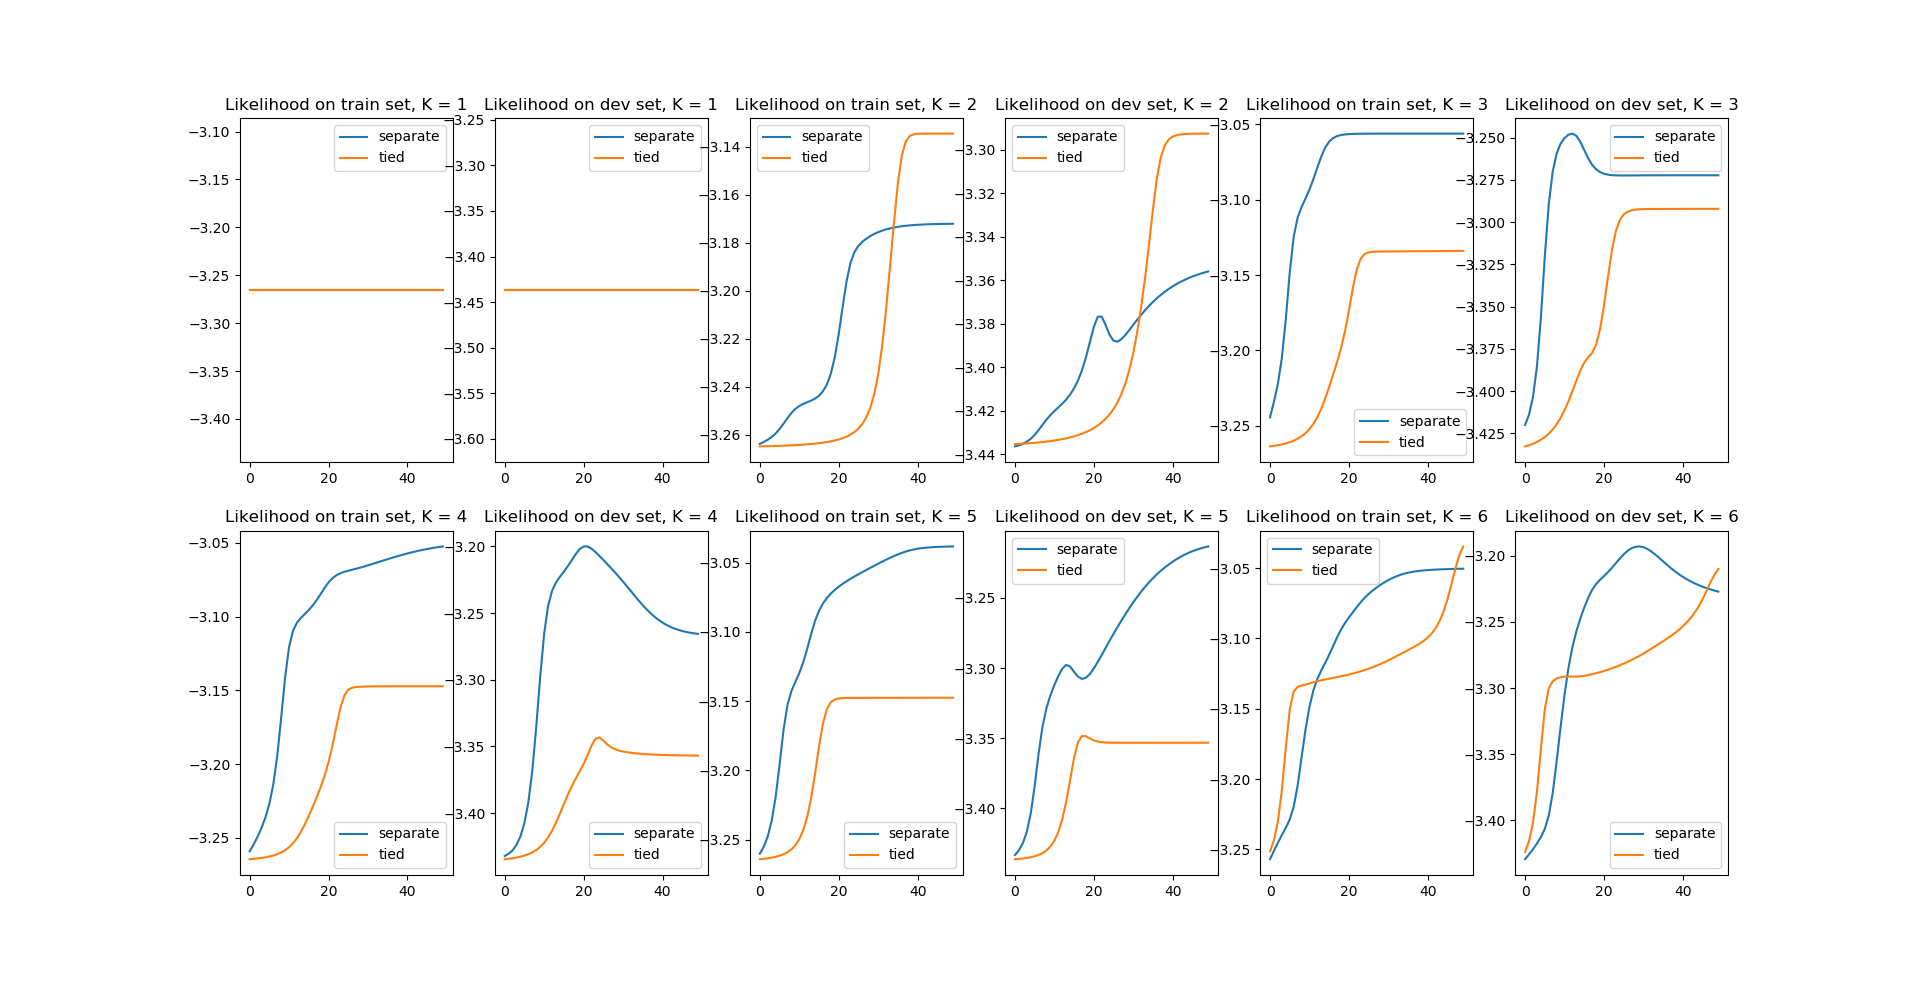 Likelihood on train set, K = 1
−3.10
−3.15
−3.20
−3.25
−3.30
−3.35
−3.40
0 20 40
separate
tied
Likelihood on dev set, K = 1
−3.25
−3.30
−3.35
−3.40
−3.45
−3.50
−3.55
−3.60
0 20 40
separate
tied
Likelihood on train set, K = 2
−3.14
−3.16
−3.18
−3.20
−3.22
−3.24
−3.26
0 20 40
separate
tied
Likelihood on dev set, K = 2
−3.30
−3.32
−3.34
−3.36
−3.38
−3.40
−3.42
−3.44
0 20 40
separate
tied
Likelihood on train set, K = 3
−3.05
−3.10
−3.15
−3.20
−3.25
0 20 40
separate
tied
Likelihood on dev set, K = 3
−3.250
−3.275
−3.300
−3.325
−3.350
−3.375
−3.400
−3.425
0 20 40
separate
tied
Likelihood on train set, K = 4
−3.05
−3.10
−3.15
−3.20
−3.25
0 20 40
separate
tied
Likelihood on dev set, K = 4
−3.20
−3.25
−3.30
−3.35
−3.40
0 20 40
separate
tied
Likelihood on train set, K = 5
−3.05
−3.10
−3.15
−3.20
−3.25
0 20 40
separate
tied
Likelihood on dev set, K = 5
−3.25
−3.30
−3.35
−3.40
0 20 40
separate
tied
Likelihood on train set, K = 6
−3.05
−3.10
−3.15
−3.20
−3.25
0 20 40
separate
tied
Likelihood on dev set, K = 6
−3.20
−3.25
−3.30
−3.35
−3.40
0 20 40
separate
tied